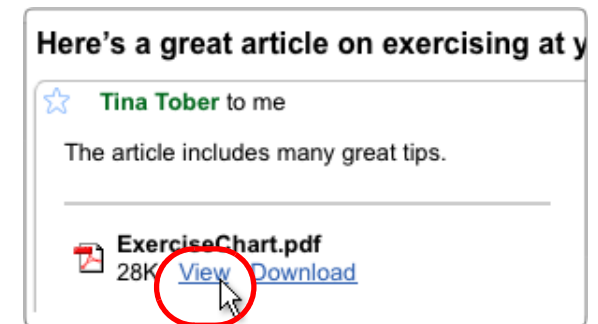 Here's a great article on exercising at y
Tina Tober to me
The article includes many great tips.
ExerciseChart.pdf
28K View Download